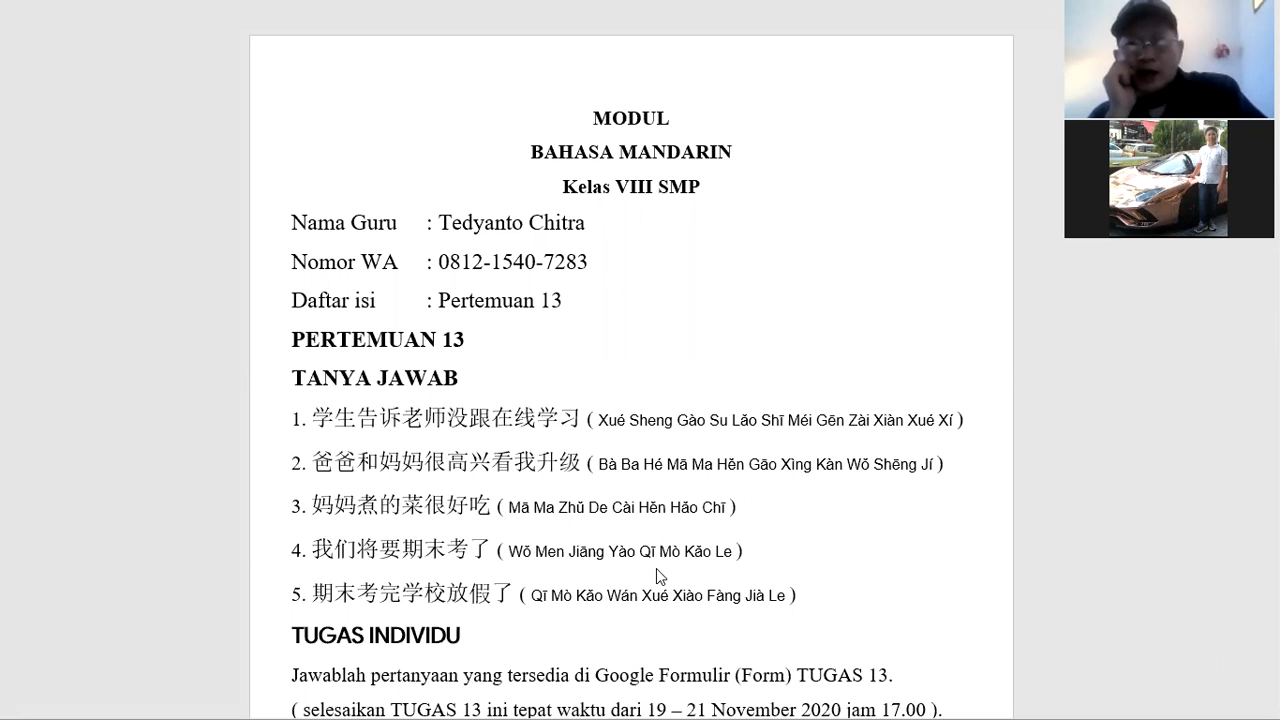 MODUL
BAHASA MANDARIN
Kelas VIII SMP
Nama Guru : Tedyanto Chitra
Nomor WA : 0812-1540-7283
Daftar isi : Pertemuan 13
PERTEMUAN 13
TANYA JAWAB
1. 学生告诉老师没跟在线学习 ( Xué Sheng Gào Su Lǎo Shī Méi Gēn Zài Xiàn Xué Xí )
2. 爸爸和妈妈很高兴看我升级 ( Bà Ba Hé Mā Ma Hěn Gāo Xìng Kàn Wǒ Shēng Jí )
3. 妈妈煮的菜很好吃 ( Mā Ma Zhǔ De Cài Hěn Hǎo Chī )
4. 我们将要期末考了 ( Wǒ Men Jiāng Yào Qī Mò Kǎo Le )
5. 期末考完学校放假了 ( Qī Mò Kǎo Wán Xué Xiào Fàng Jià Le )
TUGAS INDIVIDU
Jawablah pertanyaan yang tersedia di Google Formulir (Form) TUGAS 13.
( selesaikan TUGAS 13 ini tepat waktu dari 19 – 21 November 2020 jam 17.00 ).